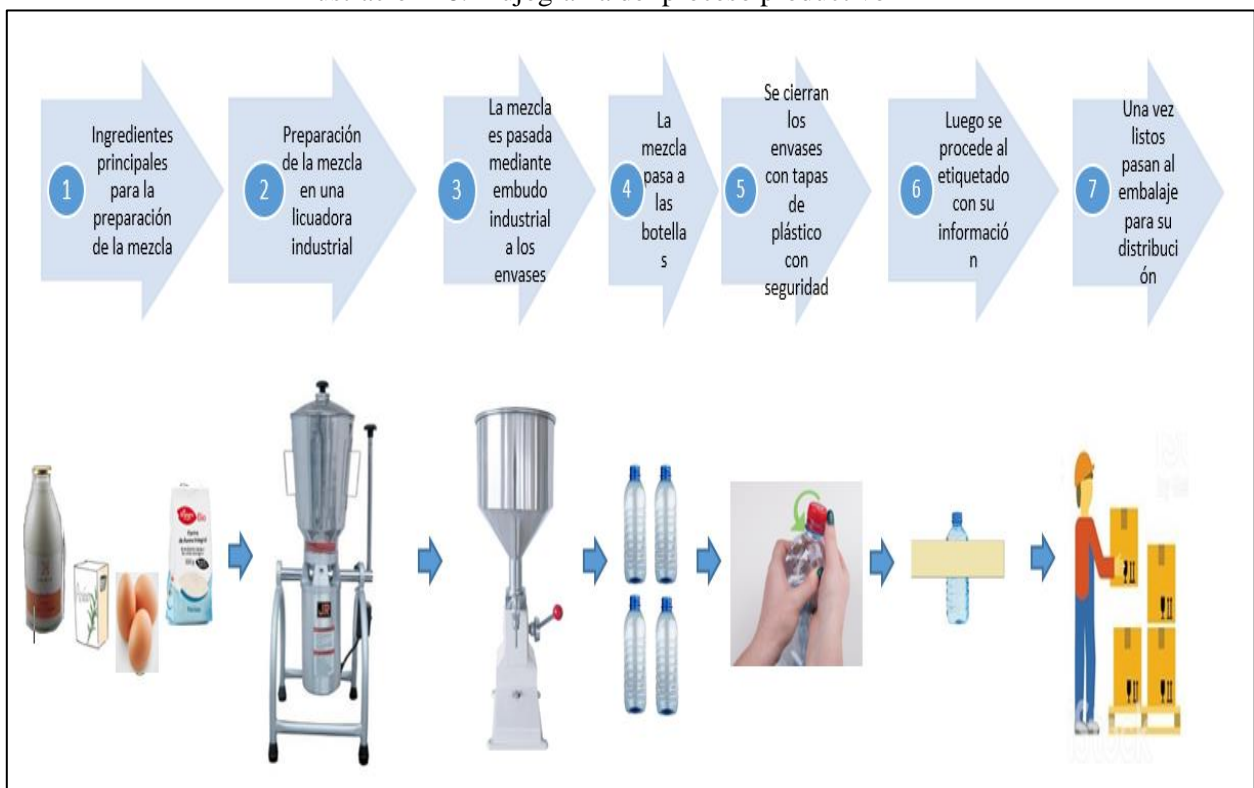 1
Ingredientes
principales
para la
preparación
de la mezcla
2
Preparación
de la mezcla
en una
licuadora
industrial
3
La mezcla
es pasada
mediante
embudo
industrial
a los
envases
4
La
mezcla
pasa a
las
botella
s
5
Se cierran
los
envases
con tapas
de
plástico
con
seguridad
6
Luego se
procede al
etiquetado
con su
informació
n
7
Una vez
listos
pasan al
embalaje
para su
distribuci
ón